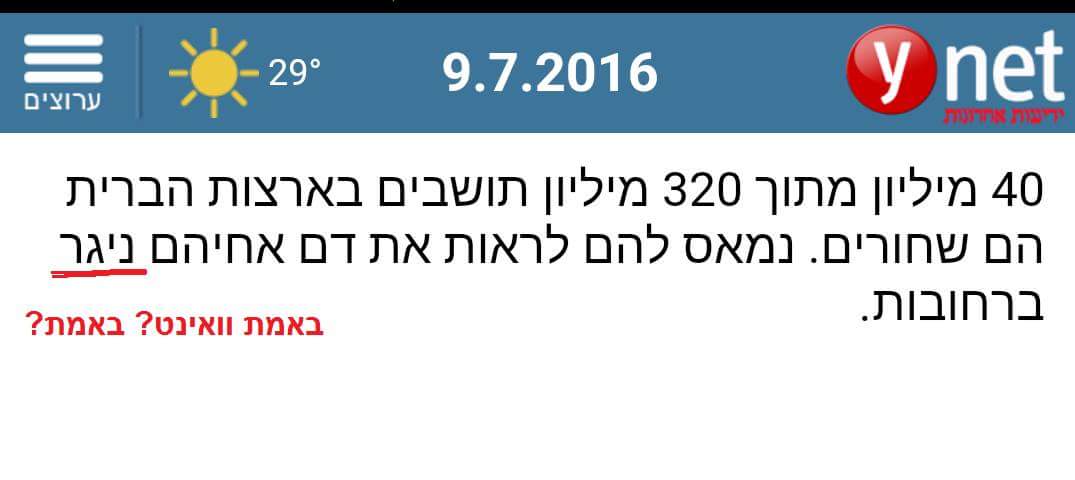 ynet
ידיעות אחרונות
9.7.2016
29°
ערוצים
40 מיליון מתוך 320 מיליון תושבים בארצות הברית
הם שחורים. נמאס להם לראות את דם אחיהם ניגר
ברחובות.
באמת וואינט? באמת?